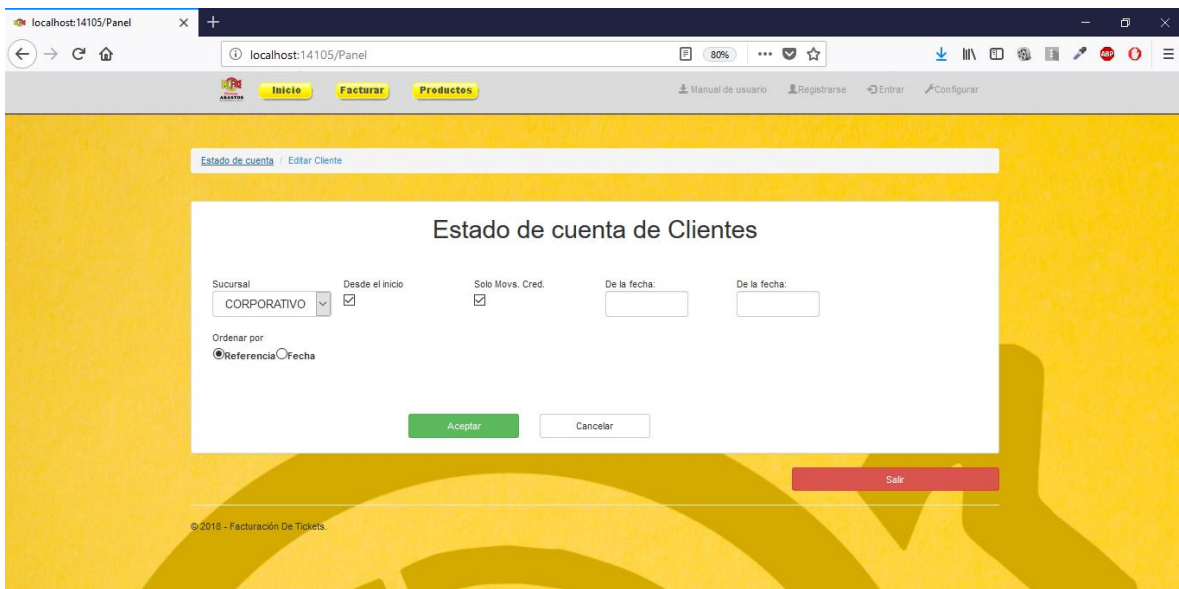 localhost:14105/Panel
localhost:14105/Panel
80%
ABP
ABASTOS
Inicio Facturar Productos Manual de usuario Registrarse Entrar Configurar
Estado de cuenta / Editar Cliente
Estado de cuenta de Clientes
Sucursal Desde el inicio Solo Movs. Cred. De la fecha: De la fecha:
CORPORATIVO
Ordenar por
Referencia Fecha
Aceptar Cancelar
Salir
© 2018 - Facturación De Tickets.